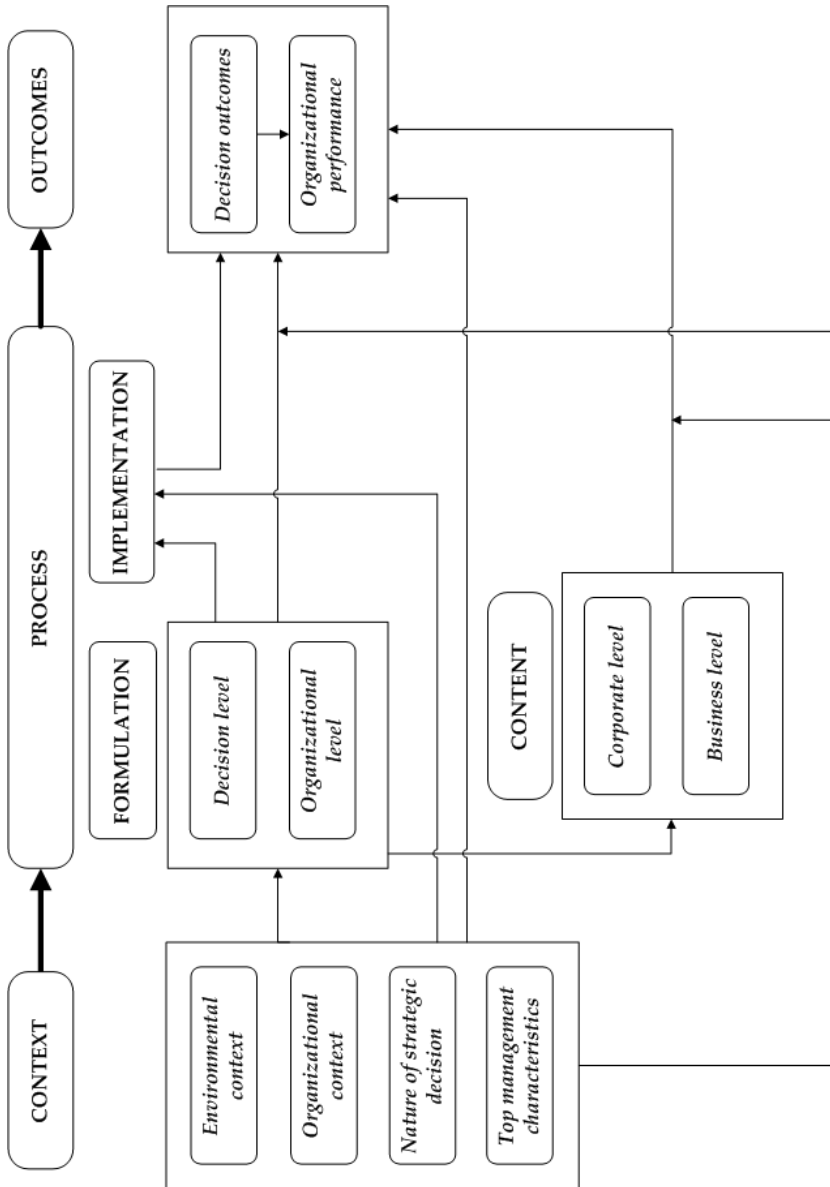 CONTEXT
PROCESS
OUTCOMES
FORMULATION
IMPLEMENTATION
Environmental
context
Organizational
context
Nature of strategic
decision
Top management
characteristics
Decision level
Organizational
level
Decision outcomes
Organizational
performance
CONTENT
Corporate level
Business level